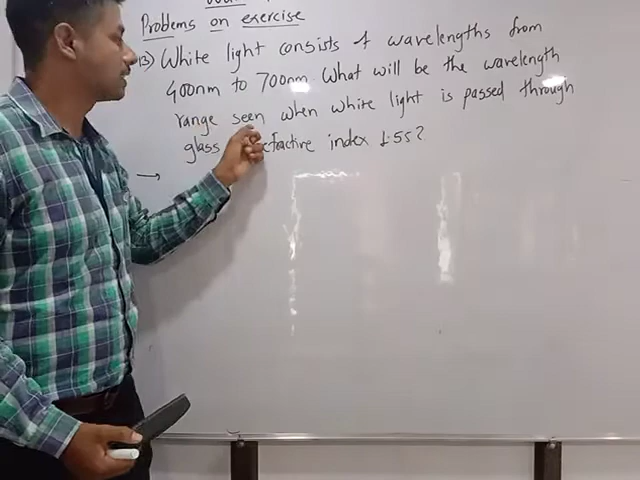 Problems on exercise
13) White light consists of wavelengths from
400nm to 700nm. What will be the wavelength
range seen when white light is passed through
glass refractive index 1.55?